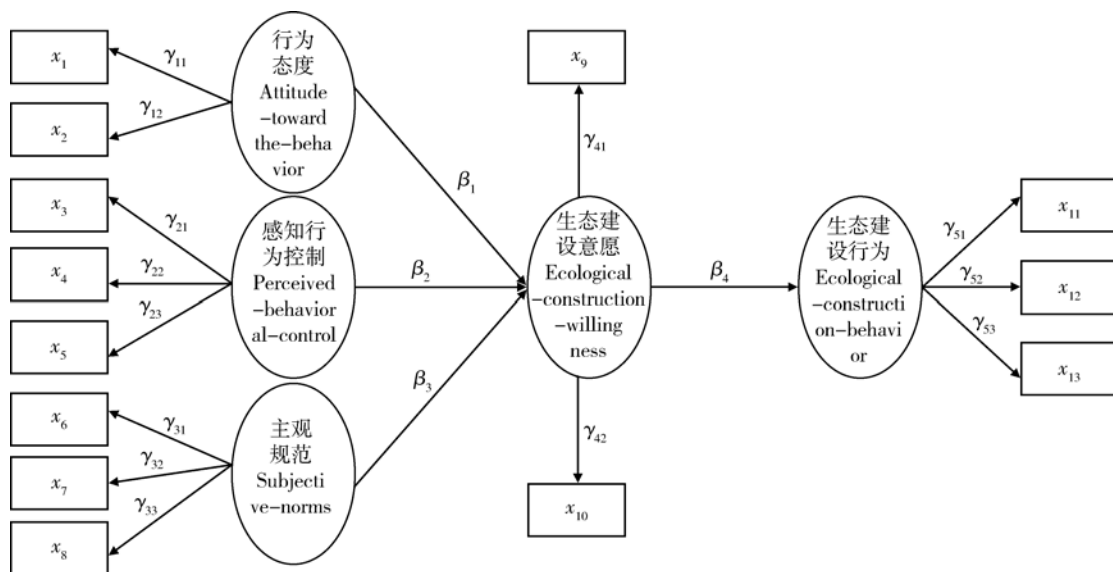 x₁
γ₁₁
x₂
γ₁₂
行为
态度
Attitude
-toward
the-beha
vior
β₁
x₃
γ₂₁
x₄
γ₂₂
x₅
γ₂₃
感知行
为控制
Perceived
-behavior
al-control
β₂
x₆
γ₃₁
x₇
γ₃₂
x₈
γ₃₃
主观
规范
Subjecti
ve-norms
β₃
x₉
γ₄₁
生态建
设意愿
Ecological
-construction
-willing
ness
γ₄₂
x₁₀
β₄
生态建
设行为
Ecological
-constructi
on-behavi
or
γ₅₁
x₁₁
γ₅₂
x₁₂
γ₅₃
x₁₃